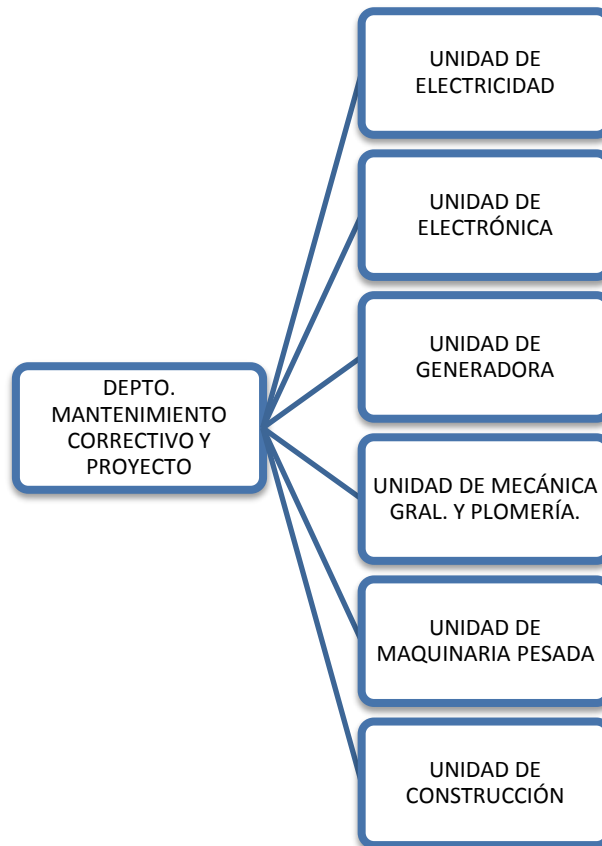 UNIDAD DE
ELECTRICIDAD
UNIDAD DE
ELECTRÓNICA
UNIDAD DE
GENERADORA
DEPTO.
MANTENIMIENTO
CORRECTIVO Y
PROYECTO
UNIDAD DE MECÁNICA
GRAL. Y PLOMERÍA.
UNIDAD DE
MAQUINARIA PESADA
UNIDAD DE
CONSTRUCCIÓN